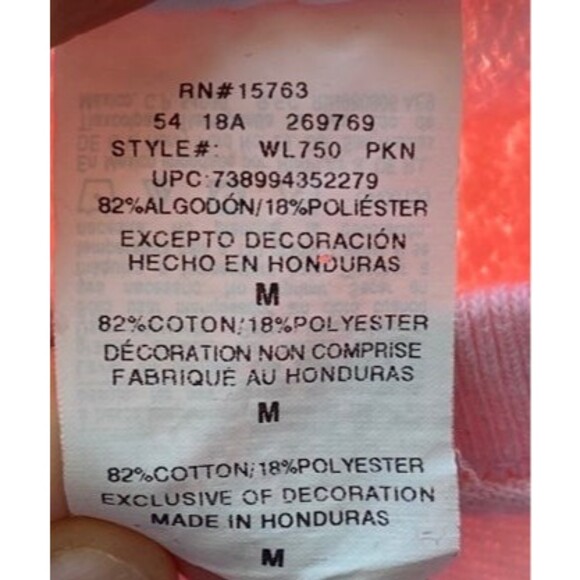 RN#15763
54 18A 269769
STYLE#: WL750 PKN
UPC:738994352279
82%ALGODÓN/18%POLIÉSTER
EXCEPTO DECORACIÓN
HECHO EN HONDURAS
M
82%COTON/18%POLYESTER
DÉCORATION NON COMPRISE
FABRIQUÉ AU HONDURAS
M
82%COTTON/18%POLYESTER
EXCLUSIVE OF DECORATION
MADE IN HONDURAS
M